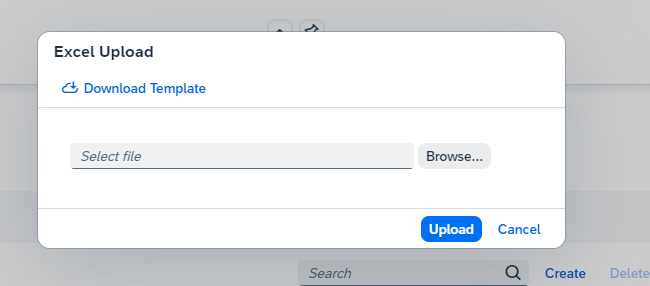 Excel Upload
Download Template
Select file
Browse...
Upload
Cancel
Search
Create
Delete